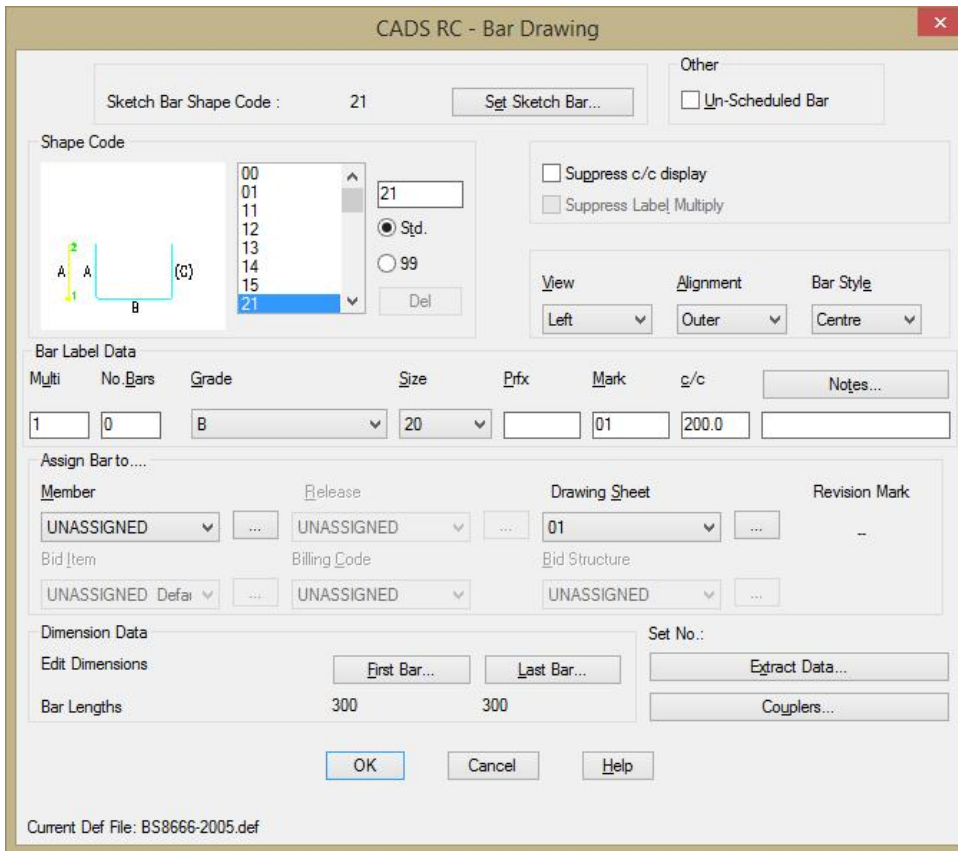 CADS RC - Bar Drawing
x
Other
Sketch Bar Shape Code : 21 Set Sketch Bar... Un-Scheduled Bar
Shape Code
00
01
11
12
13
14
15
21
21
Std.
99
Del
2
A A (C)
1
B
Suppress c/c display
Suppress Label Multiply
View Alignment Bar Style
Left Outer Centre
Bar Label Data
Multi No.Bars Grade Size Prfx Mark c/c Notes...
1 0 B 20 01 200.0
Assign Bar to....
Member Release Drawing Sheet Revision Mark
UNASSIGNED ... UNASSIGNED ... 01 ... --
Bid Item Billing Code Bid Structure
UNASSIGNED Defau ... UNASSIGNED UNASSIGNED ...
Dimension Data Set No.:
Edit Dimensions First Bar... Last Bar... Extract Data...
Bar Lengths 300 300 Couplers...
OK Cancel Help
Current Def File: BS8666-2005.def